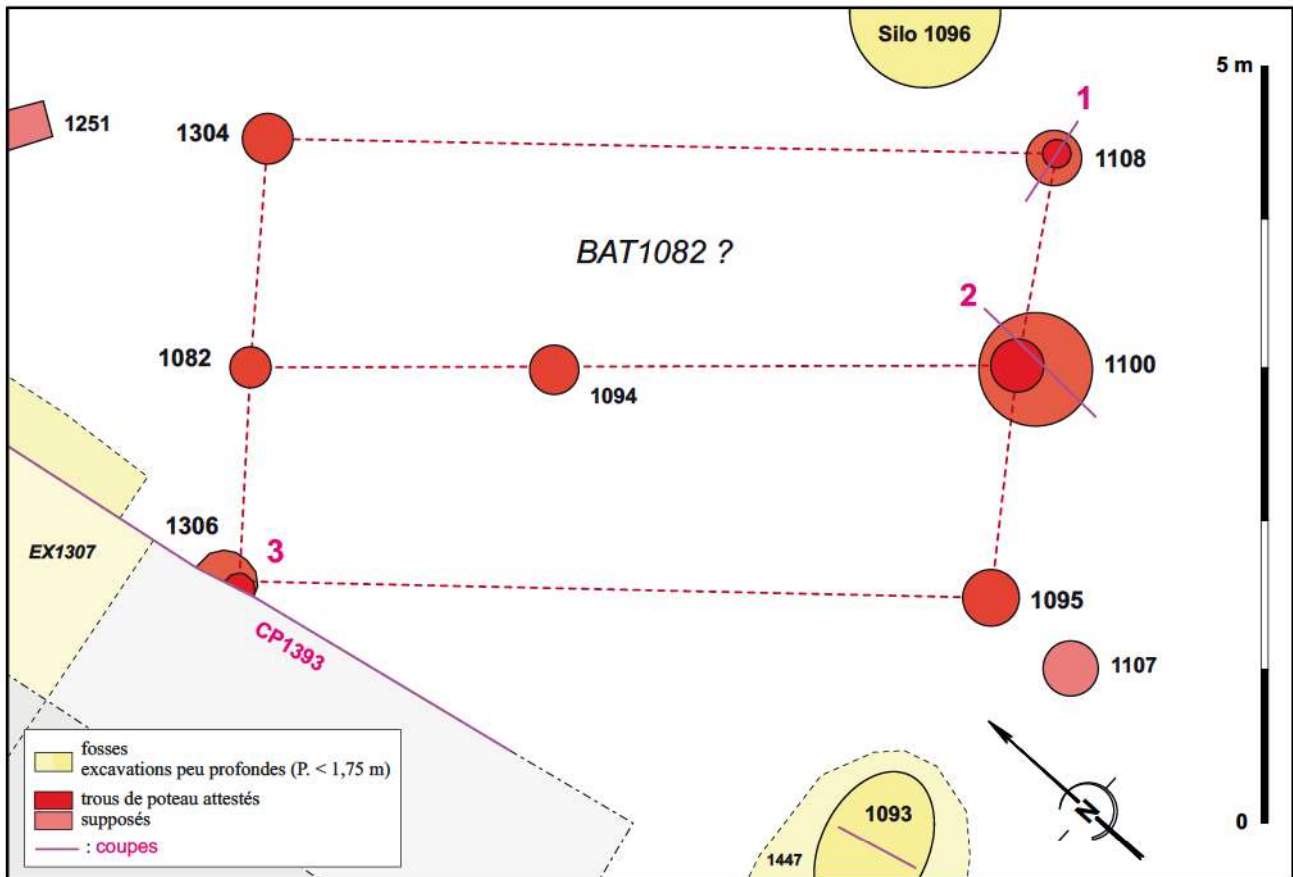 Silo 1096
5 m
1
1251
1304
1108
BAT1082 ?
2
1082
1094
1100
1306
3
EX1307
1095
CP1393
1107
fosses
excavations peu profondes (P. < 1,75 m)
trous de poteau attestés
supposés
: coupes
1093
1447
N
0